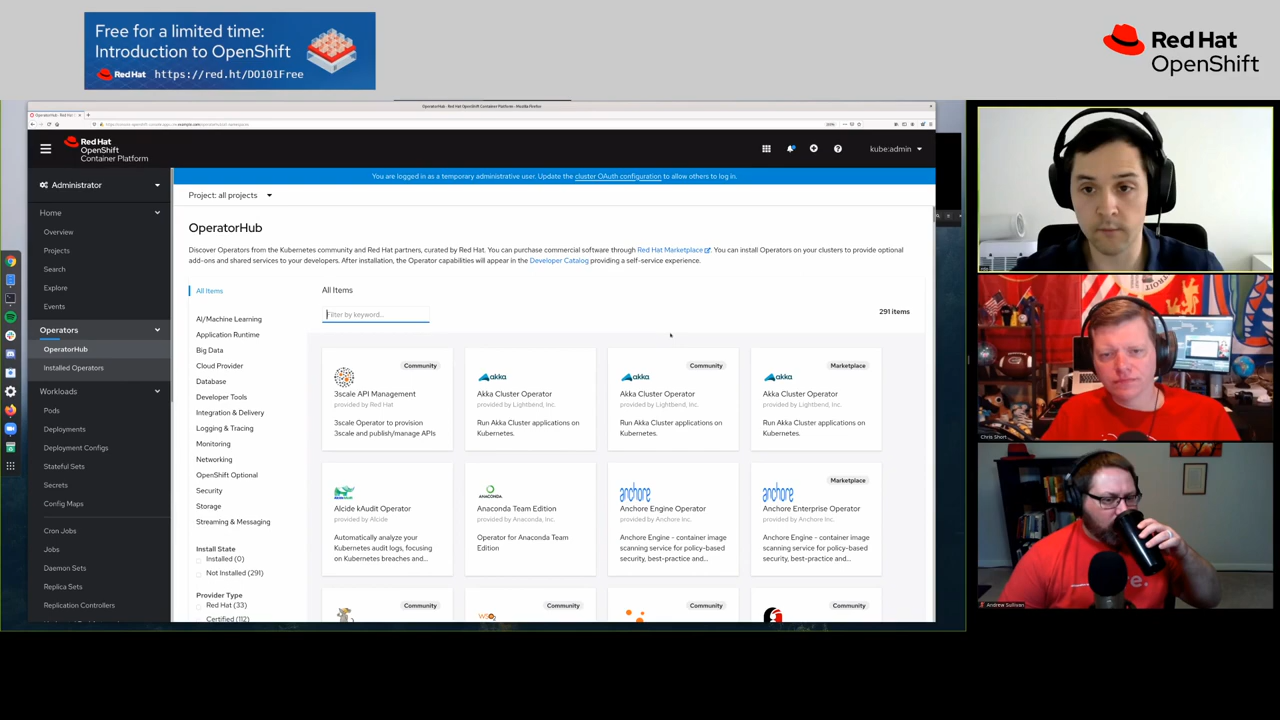 Free for a limited time:
Introduction to OpenShift
Red Hat https://red.ht/DO101Free
Red Hat
OpenShift
OperatorHub · Red Hat OpenShift Container Platform - Mozilla Firefox
Red Hat
OpenShift
Container Platform
kube:admin
Administrator
Home
Overview
Projects
Search
Explore
Events
Operators
OperatorHub
Installed Operators
Workloads
Pods
Deployments
Deployment Configs
Stateful Sets
Secrets
Config Maps
Cron Jobs
Jobs
Daemon Sets
Replica Sets
Replication Controllers
You are logged in as a temporary administrative user. Update the cluster OAuth configuration to allow others to log in.
Project: all projects
OperatorHub
Discover Operators from the Kubernetes community and Red Hat partners, curated by Red Hat. You can purchase commercial software through Red Hat Marketplace. You can install Operators on your clusters to provide optional
add-ons and shared services to your developers. After installation, the Operator capabilities will appear in the Developer Catalog providing a self-service experience.
All Items
AI/Machine Learning
Application Runtime
Big Data
Cloud Provider
Database
Developer Tools
Integration & Delivery
Logging & Tracing
Monitoring
Networking
OpenShift Optional
Security
Storage
Streaming & Messaging
Install State
Installed (0)
Not Installed (291)
Provider Type
Red Hat (33)
Certified (112)
All Items
Filter by keyword...
291 items
Community
3scale API Management
provided by Red Hat
3scale Operator to provision
3scale and publish/manage APIs
akka
Akka Cluster Operator
provided by Lightbend, Inc.
Run Akka Cluster applications on
Kubernetes.
Community
akka
Akka Cluster Operator
provided by Lightbend, Inc.
Run Akka Cluster applications on
Kubernetes.
Marketplace
akka
Akka Cluster Operator
provided by Lightbend, Inc.
Run Akka Cluster applications on
Kubernetes.
Alcide kAudit Operator
provided by Alcide
Automatically analyze your
Kubernetes audit logs, focusing
on Kubernetes breaches and...
ANACONDA
Anaconda Team Edition
provided by Anaconda, Inc.
Operator for Anaconda Team
Edition
anchore
Anchore Engine Operator
provided by Anchore Inc.
Anchore Engine - container image
scanning service for policy-based
security, best-practice and...
Marketplace
anchore
Anchore Enterprise Operator
provided by Anchore Inc.
Anchore Engine - container image
scanning service for policy-based
security, best-practice and...
Community
Community
Community
Community
Chris Short
Andrew Sullivan